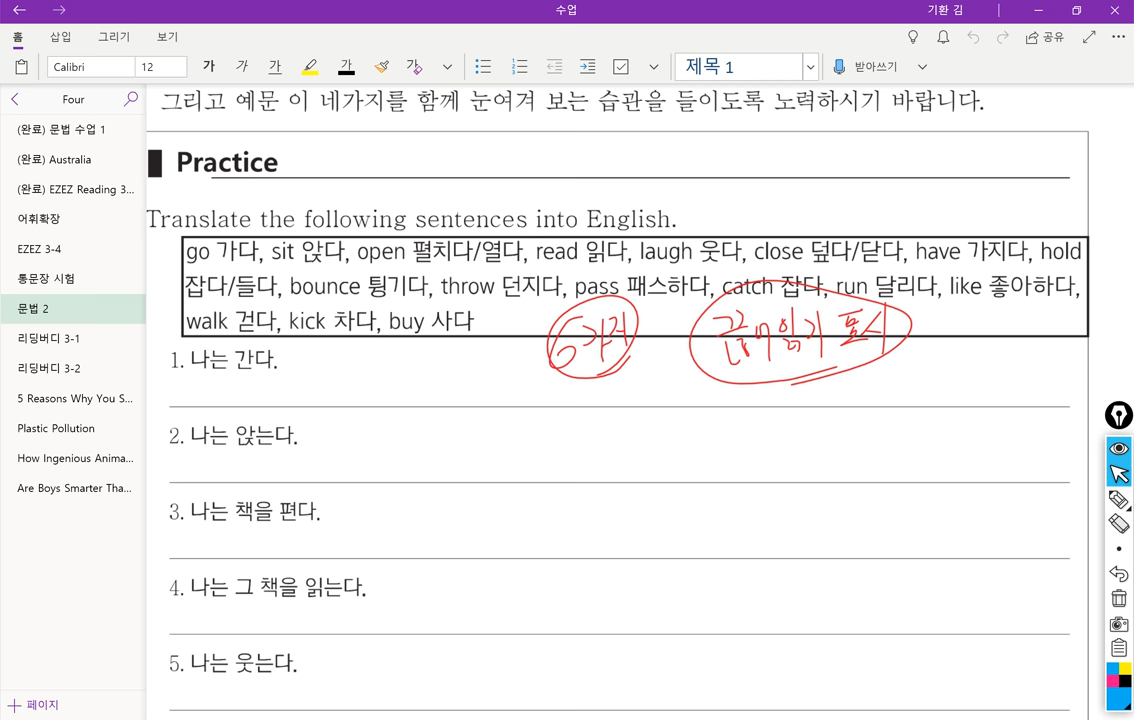 수업
기환 김
홈 삽입 그리기 보기
공유
Calibri 12 가 가 가 가 가 제목 1 받아쓰기
Four
(완료) 문법 수업 1
(완료) Australia
(완료) EZEZ Reading 3...
어휘확장
EZEZ 3-4
통문장 시험
문법 2
리딩버디 3-1
리딩버디 3-2
5 Reasons Why You S...
Plastic Pollution
How Ingenious Anima...
Are Boys Smarter Tha...
페이지
그리고 예문 이 네가지를 함께 눈여겨 보는 습관을 들이도록 노력하시기 바랍니다.
Practice
Translate the following sentences into English.
go 가다, sit 앉다, open 펼치다/열다, read 읽다, laugh 웃다, close 덮다/닫다, have 가지다, hold
잡다/들다, bounce 튕기다, throw 던지다, pass 패스하다, catch 잡다, run 달리다, like 좋아하다,
walk 걷다, kick 차다, buy 사다
끊어 읽기 표시
1. 나는 간다.
2. 나는 앉는다.
3. 나는 책을 편다.
4. 나는 그 책을 읽는다.
5. 나는 웃는다.